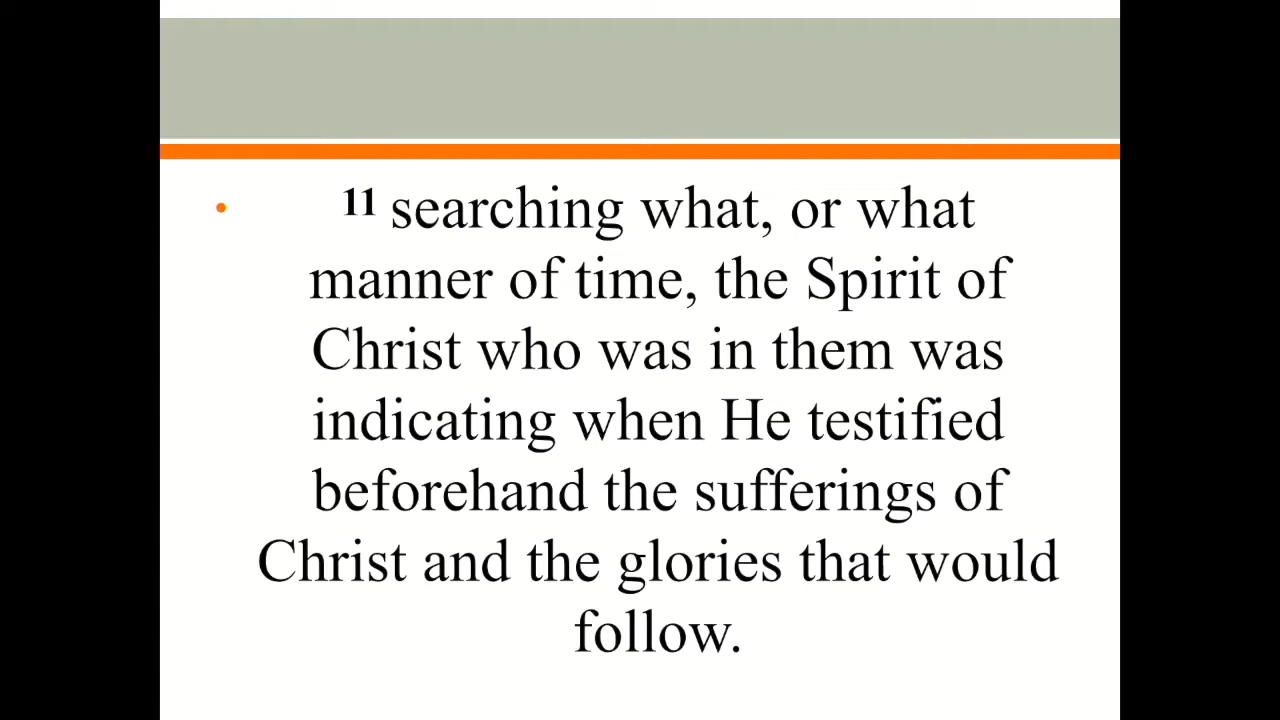 • 11 searching what, or what
manner of time, the Spirit of
Christ who was in them was
indicating when He testified
beforehand the sufferings of
Christ and the glories that would
follow.